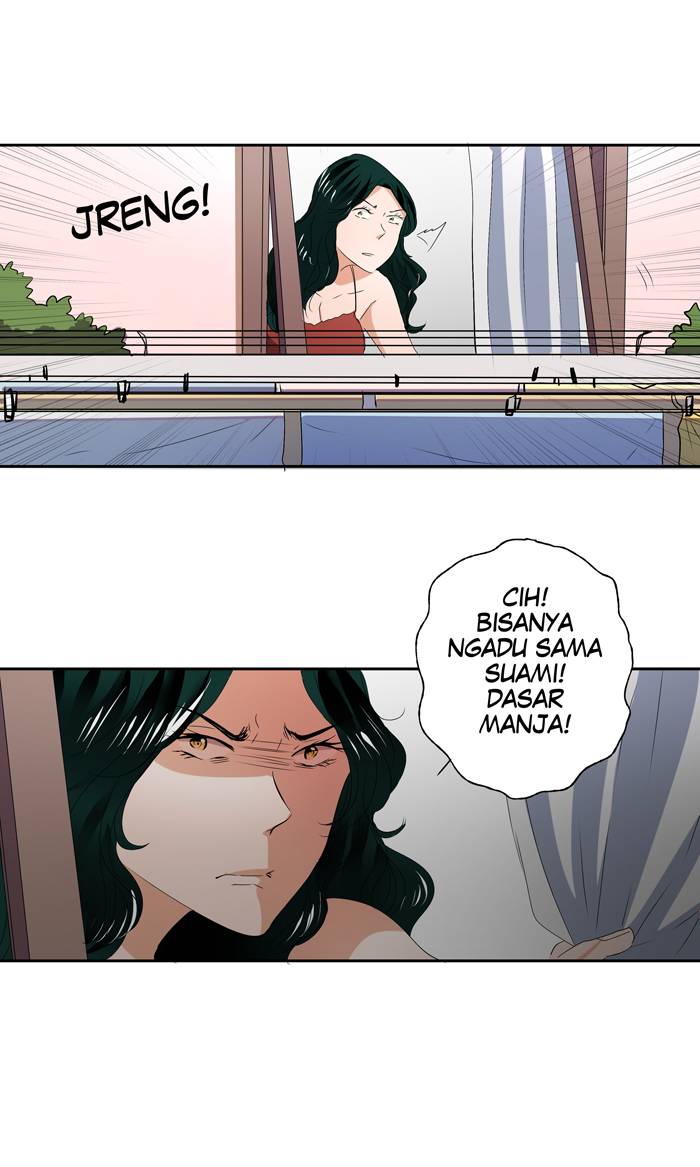 JRENG!
CIH!
BISANYA
NGADU SAMA
SUAMI!
DASAR
MANJA!